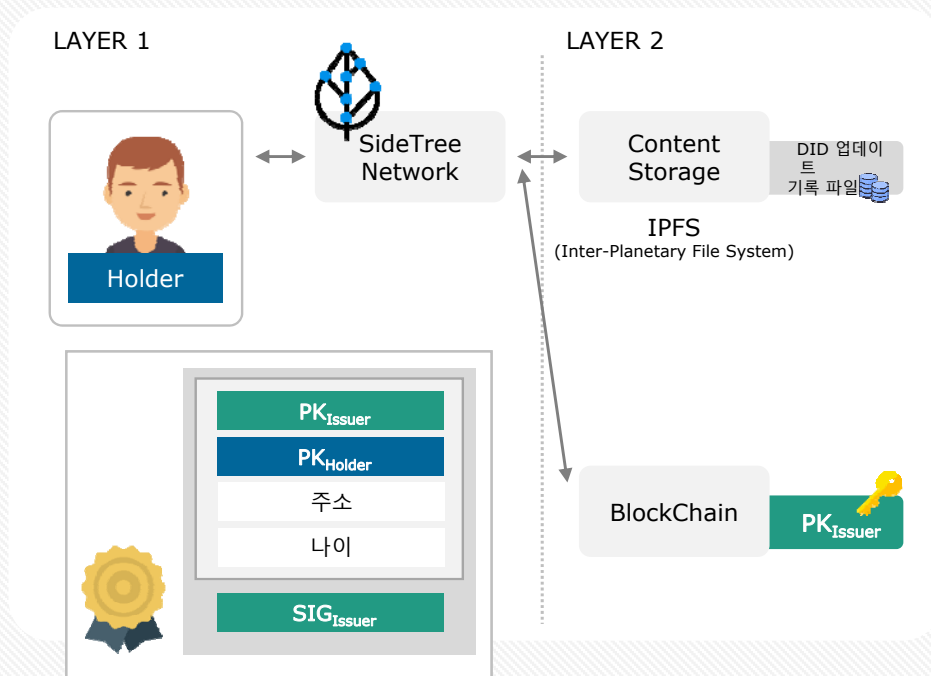 LAYER 1
LAYER 2
SideTree
Network
Content
Storage
DID 업데이
트
기록 파일
IPFS
(Inter-Planetary File System)
Holder
PKIssuer
PKHolder
주소
나이
SIGIssuer
BlockChain
PKIssuer